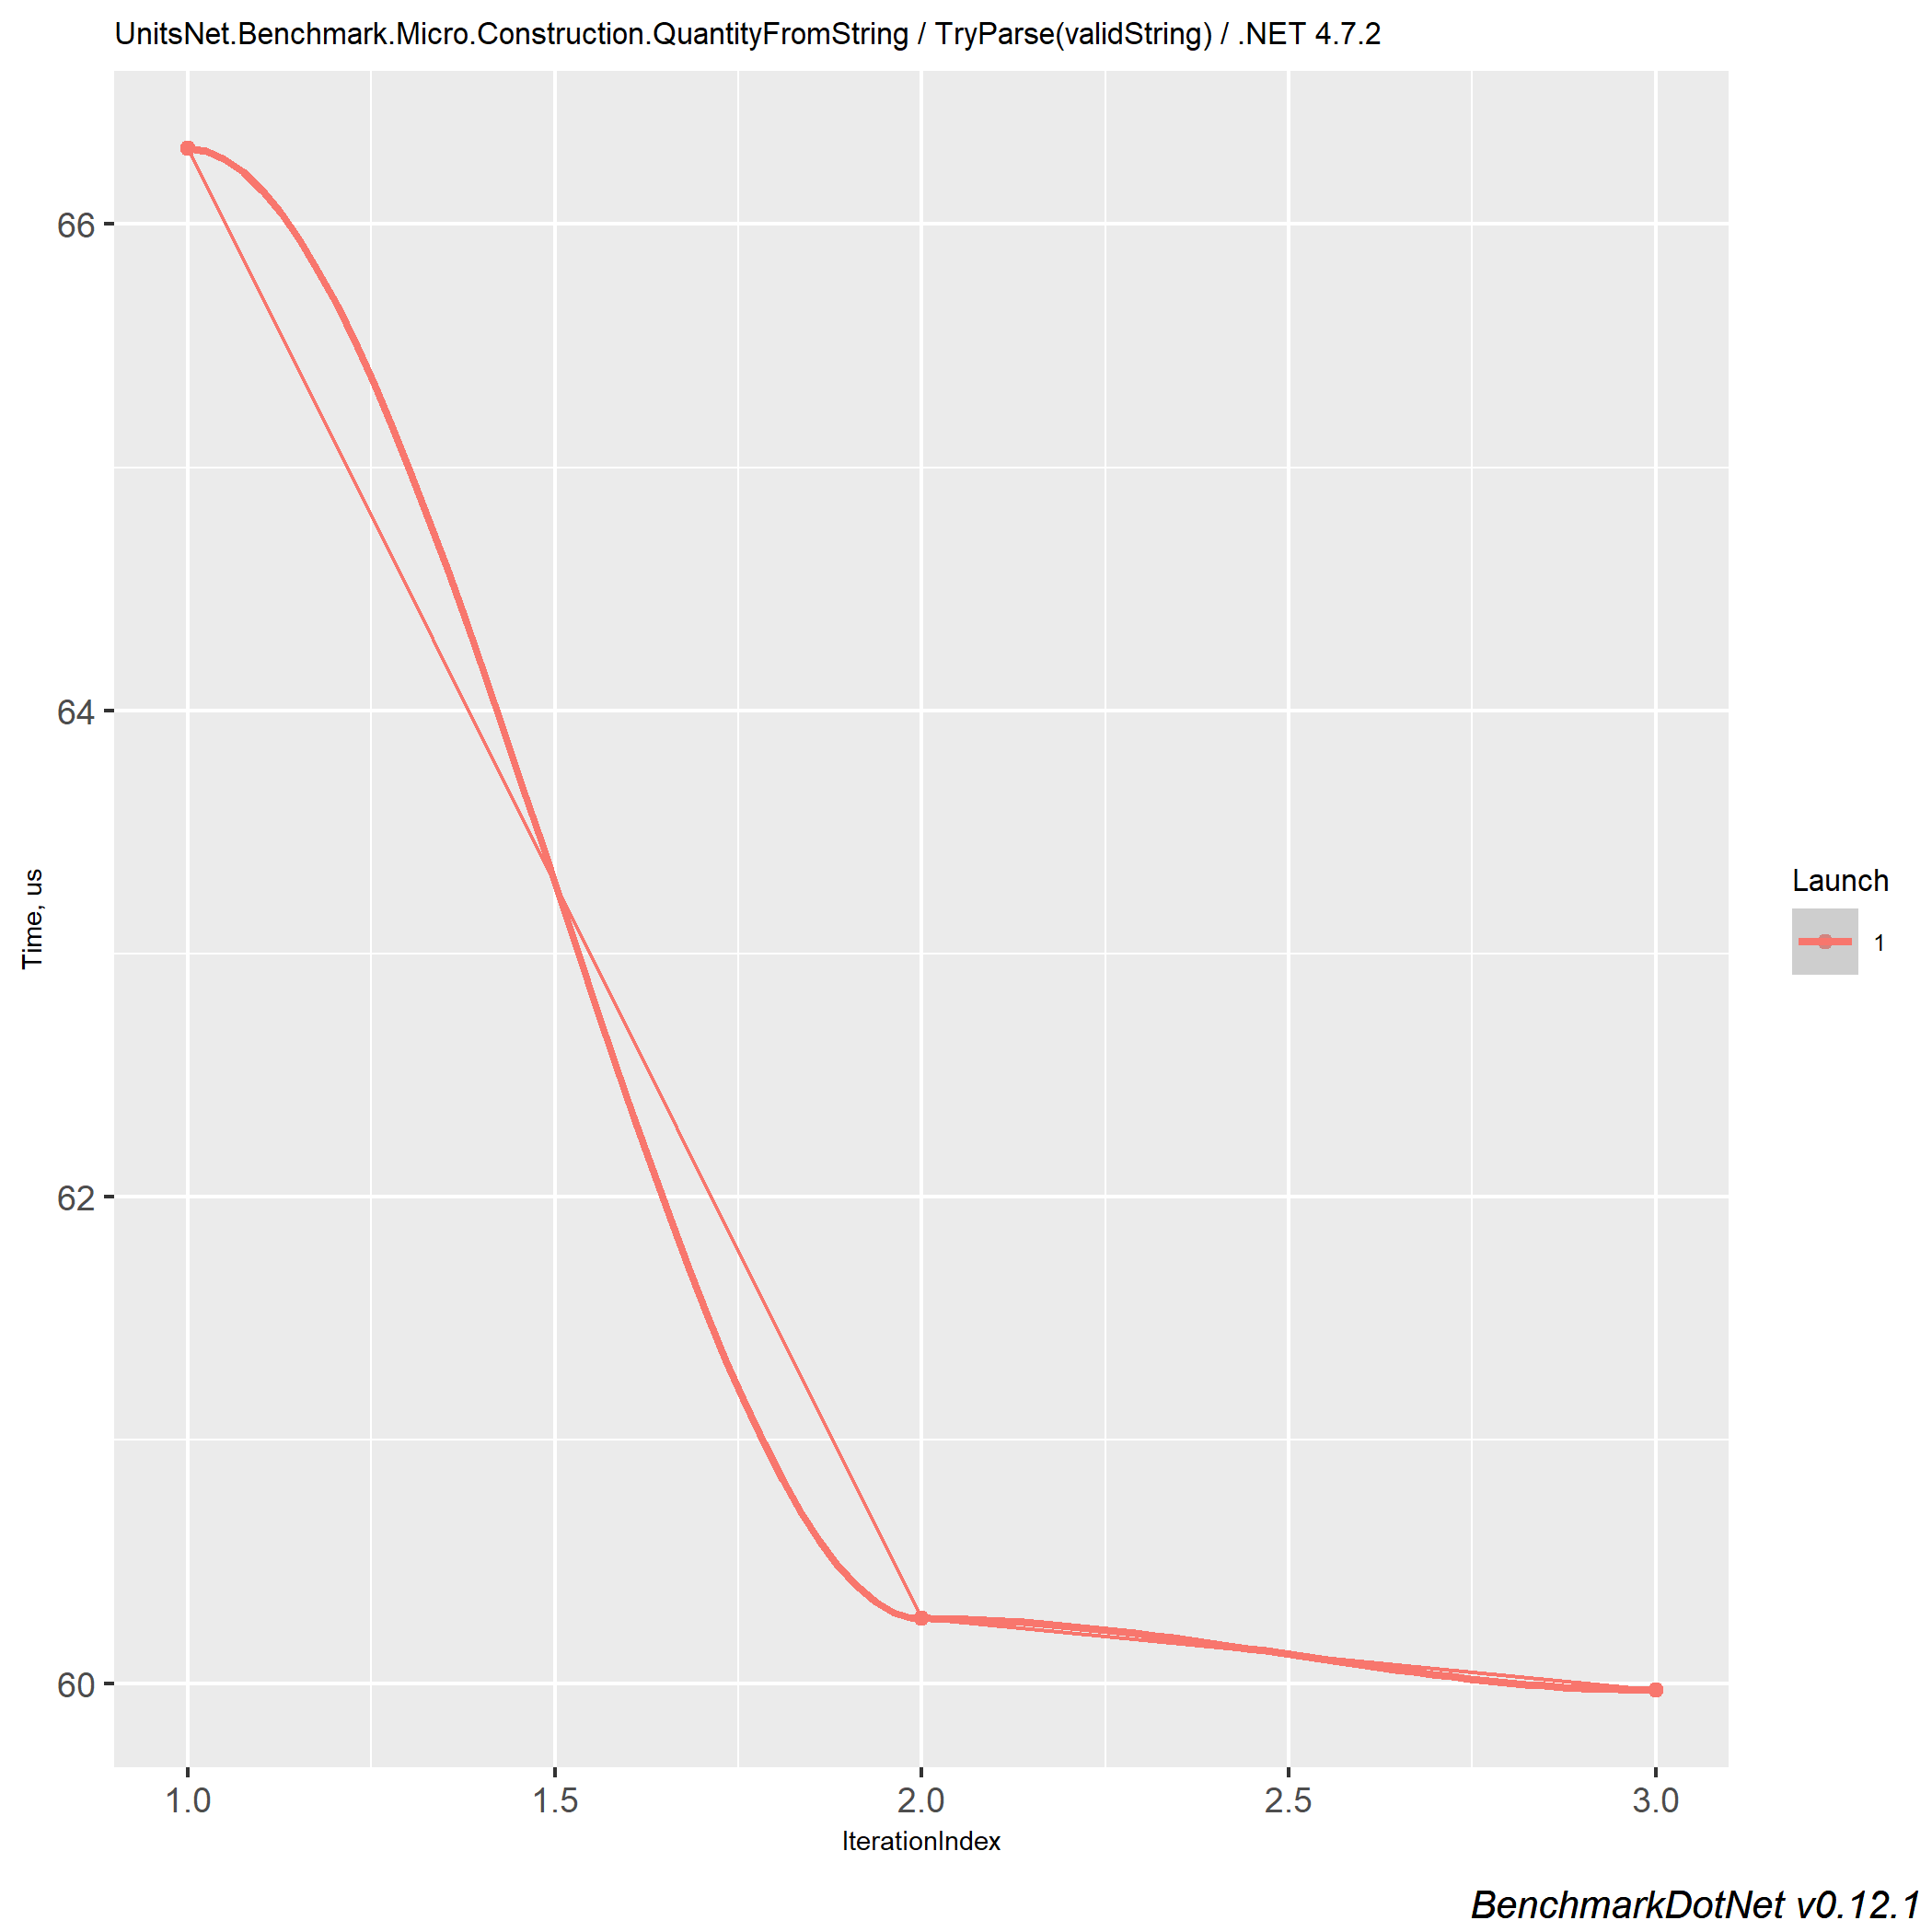 UnitsNet.Benchmark.Micro.Construction.QuantityFromString / TryParse(validString) / .NET 4.7.2
66
64
62
60
Time, us
1.0 1.5 2.0 2.5 3.0
IterationIndex
Launch
1
BenchmarkDotNet v0.12.1